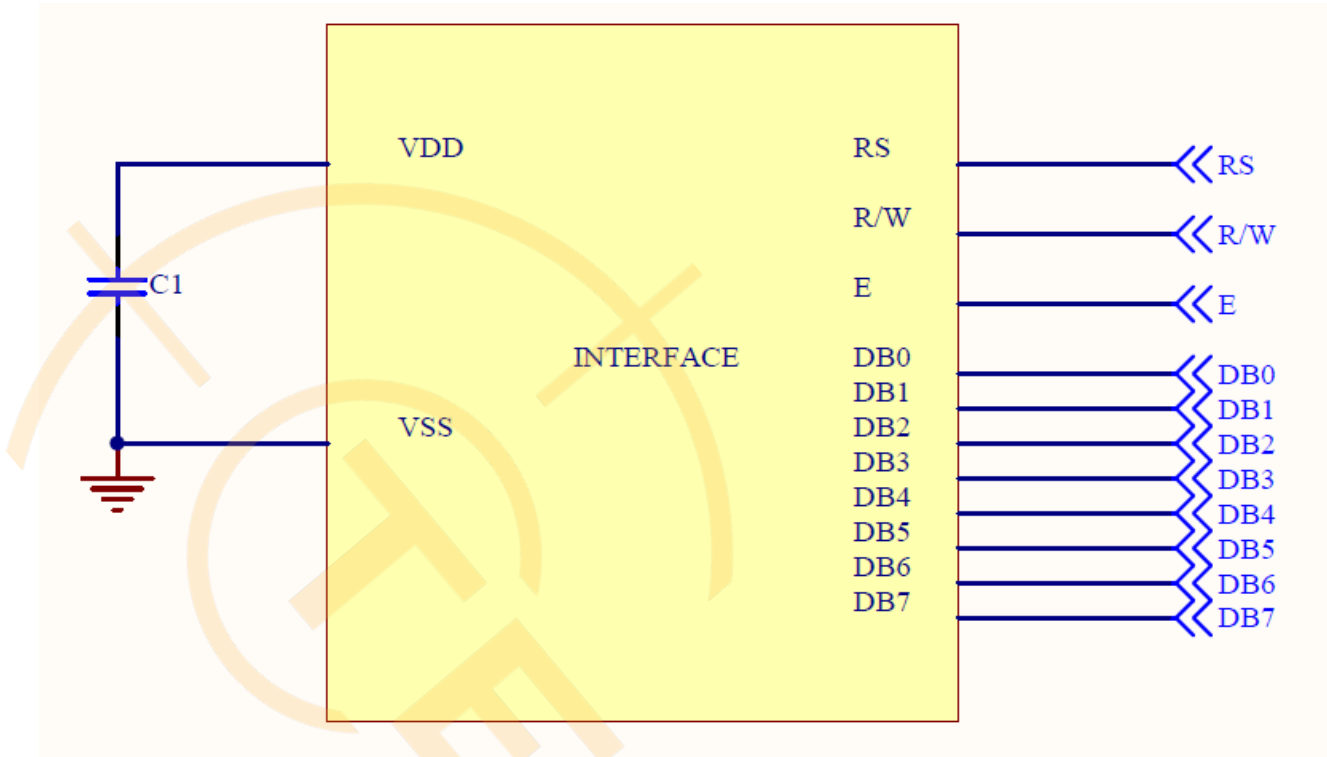 VDD
RS
RS
R/W
R/W
C1
E
E
INTERFACE
DB0
DB0
DB1
DB1
VSS
DB2
DB2
DB3
DB3
DB4
DB4
DB5
DB5
DB6
DB6
DB7
DB7
TE